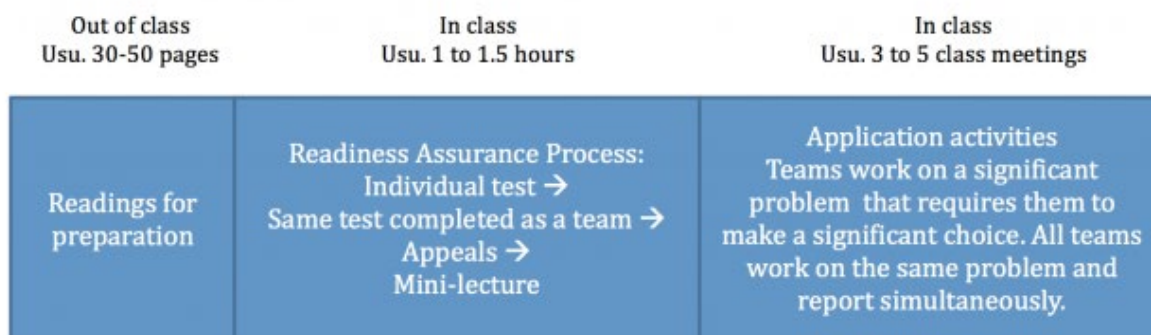 Out of class
Usu. 30-50 pages
In class
Usu. 1 to 1.5 hours
In class
Usu. 3 to 5 class meetings
Readings for
preparation
Readiness Assurance Process:
Individual test →
Same test completed as a team →
Appeals →
Mini-lecture
Application activities
Teams work on a significant
problem  that requires them to
make a significant choice. All teams
work on the same problem and
report simultaneously.